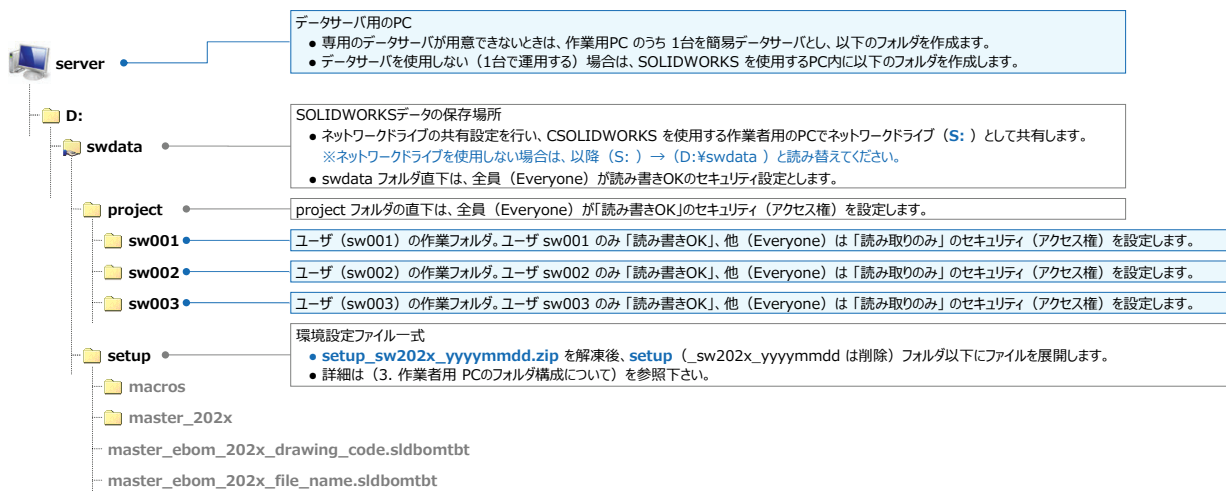 データサーバ用のPC
● 専用のデータサーバが用意できないときは、作業用PC のうち 1台を簡易データサーバとし、以下のフォルダを作成ます。
● データサーバを使用しない（1台で運用する）場合は、SOLIDWORKS を使用するPC内に以下のフォルダを作成します。
server
D:
SOLIDWORKSデータの保存場所
● ネットワークドライブの共有設定を行い、CSOLIDWORKS を使用する作業者用のPCでネットワークドライブ（S: ）として共有します。
※ネットワークドライブを使用しない場合は、以降（S: ）→（D:¥swdata ）と読み替えてください。
● swdata フォルダ直下は、全員（Everyone）が読み書きOKのセキュリティ設定とします。
swdata
project
project フォルダの直下は、全員（Everyone）が「読み書きOK」のセキュリティ（アクセス権）を設定します。
sw001
ユーザ（sw001）の作業フォルダ。ユーザ sw001 のみ 「読み書きOK」、他（Everyone）は 「読み取りのみ」 のセキュリティ（アクセス権）を設定します。
sw002
ユーザ（sw002）の作業フォルダ。ユーザ sw002 のみ 「読み書きOK」、他（Everyone）は 「読み取りのみ」 のセキュリティ（アクセス権）を設定します。
sw003
ユーザ（sw003）の作業フォルダ。ユーザ sw003 のみ 「読み書きOK」、他（Everyone）は 「読み取りのみ」 のセキュリティ（アクセス権）を設定します。
setup
環境設定ファイル一式
● setup_sw202x_yyyymmdd.zip を解凍後、setup（_sw202x_yyyymmdd は削除）フォルダ以下にファイルを展開します。
● 詳細は（3. 作業者用 PCのフォルダ構成について）を参照下さい。
macros
master_202x
master_ebom_202x_drawing_code.sldbomtbt
master_ebom_202x_file_name.sldbomtbt